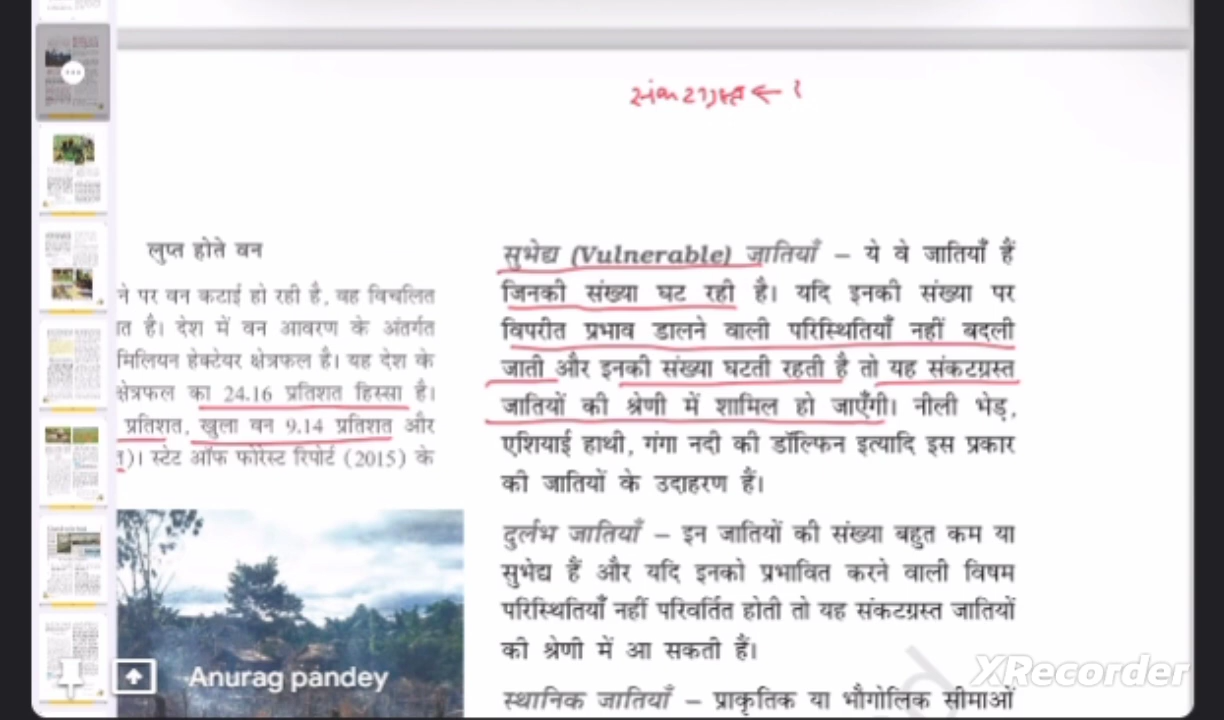 संकटग्रस्त ←
लुप्त होते वन
ने पर वन कटाई हो रही है, वह विचलित
त है। देश में वन आवरण के अंतर्गत
मिलियन हेक्टेयर क्षेत्रफल है। यह देश के
क्षेत्रफल का 24.16 प्रतिशत हिस्सा है।
प्रतिशत, खुला वन 9.14 प्रतिशत और
)। स्टेट ऑफ फोरेस्ट रिपोर्ट (2015) के
सुभेद्य (Vulnerable) जातियाँ – ये वे जातियाँ हैं
जिनकी संख्या घट रही है। यदि इनकी संख्या पर
विपरीत प्रभाव डालने वाली परिस्थितियाँ नहीं बदली
जाती और इनकी संख्या घटती रहती है तो यह संकटग्रस्त
जातियों की श्रेणी में शामिल हो जाएँगी। नीली भेड़,
एशियाई हाथी, गंगा नदी की डॉल्फिन इत्यादि इस प्रकार
की जातियों के उदाहरण हैं।
दुर्लभ जातियाँ – इन जातियों की संख्या बहुत कम या
सुभेद्य हैं और यदि इनको प्रभावित करने वाली विषम
परिस्थितियाँ नहीं परिवर्तित होती तो यह संकटग्रस्त जातियों
की श्रेणी में आ सकती हैं।
स्थानिक जातियाँ – प्राकृतिक या भौगोलिक सीमाओं
Anurag pandey
XRecorder